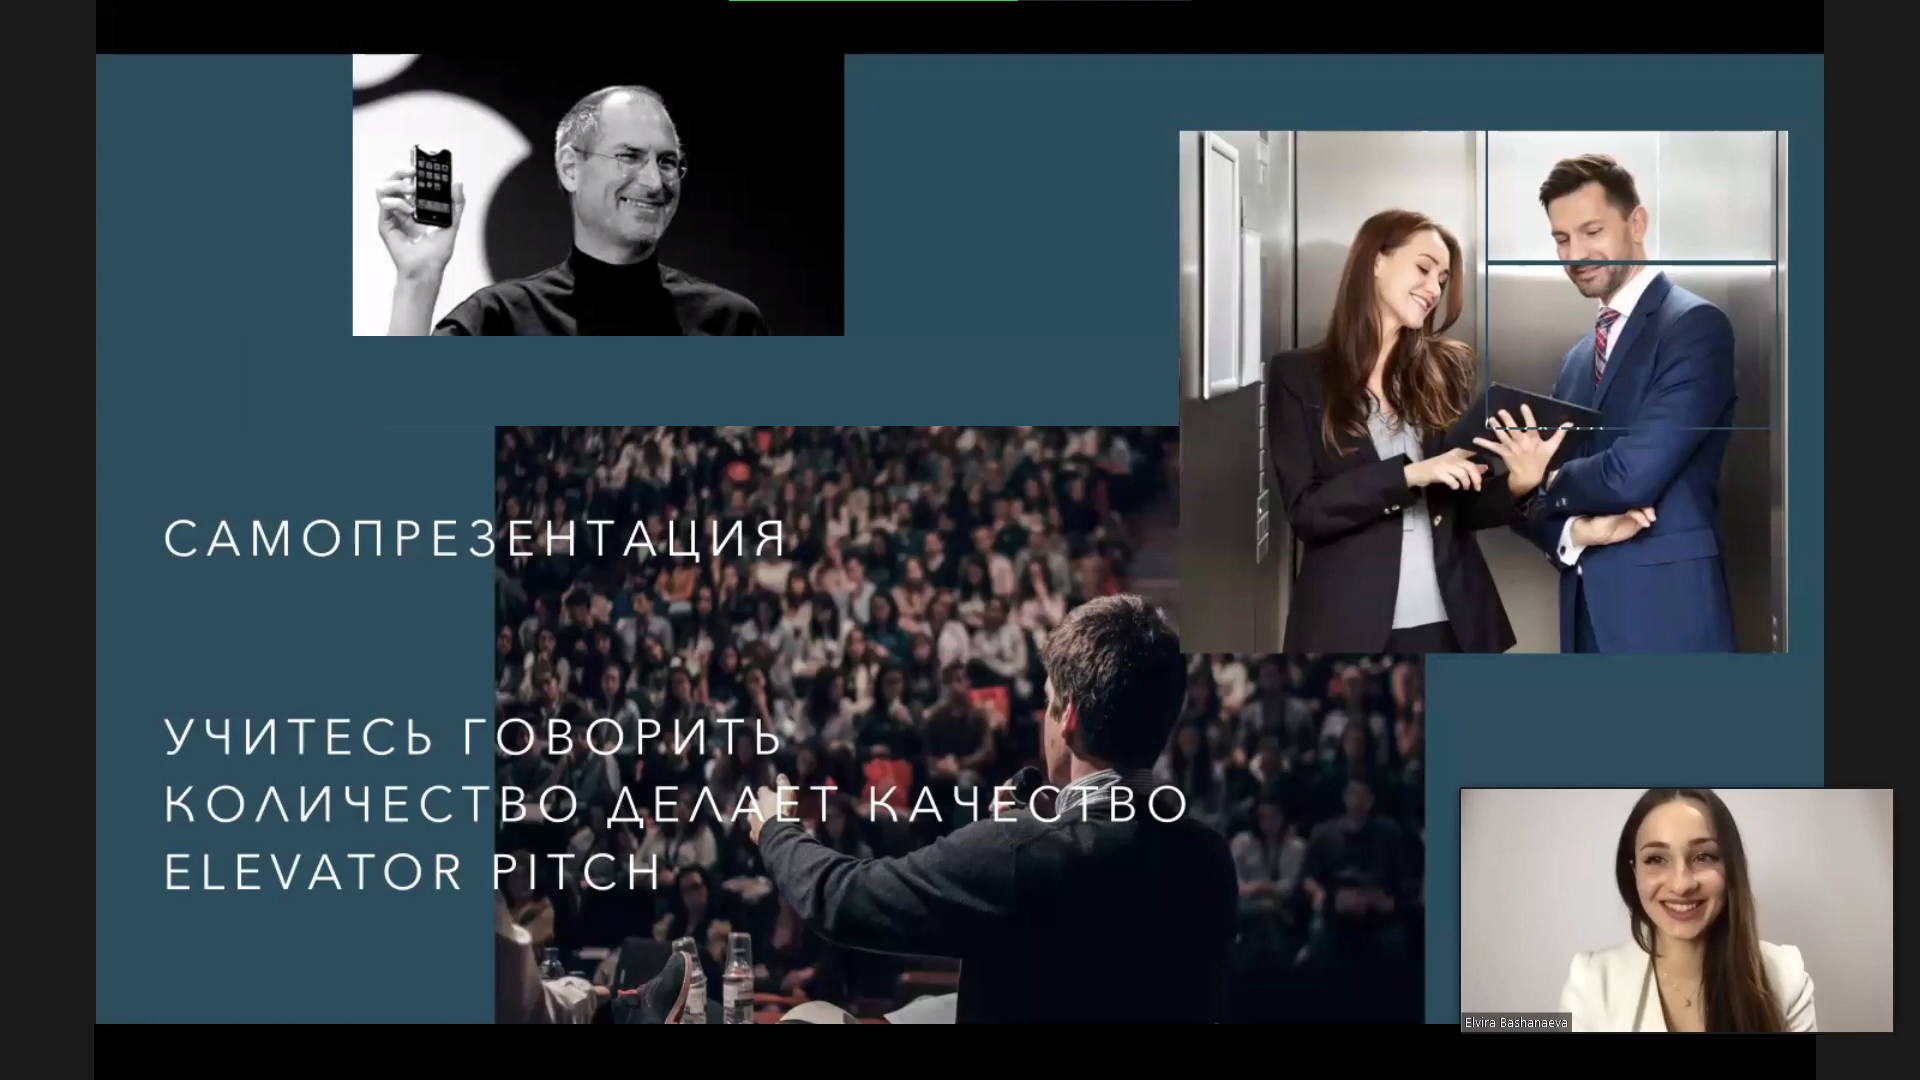 САМОПРЕЗЕНТАЦИЯ
УЧИТЕСЬ ГОВОРИТЬ
КОЛИЧЕСТВО ДЕЛАЕТ КАЧЕСТВО
ELEVATOR PITCH
Elvira Bashanaeva